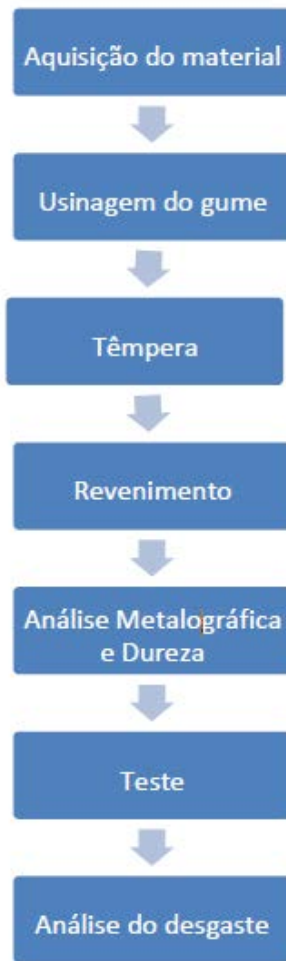 Aquisição do material
Usinagem do gume
Têmpera
Revenimento
Análise Metalográfica
e Dureza
Teste
Análise do desgaste